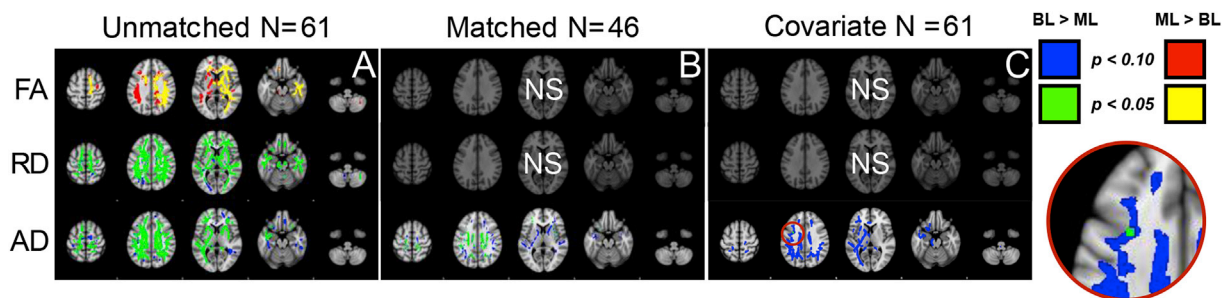 Unmatched N=61
Matched N=46
Covariate N =61
BL > ML
ML > BL
A
B
C
FA
NS
NS
p < 0.10
p < 0.05
RD
NS
NS
AD